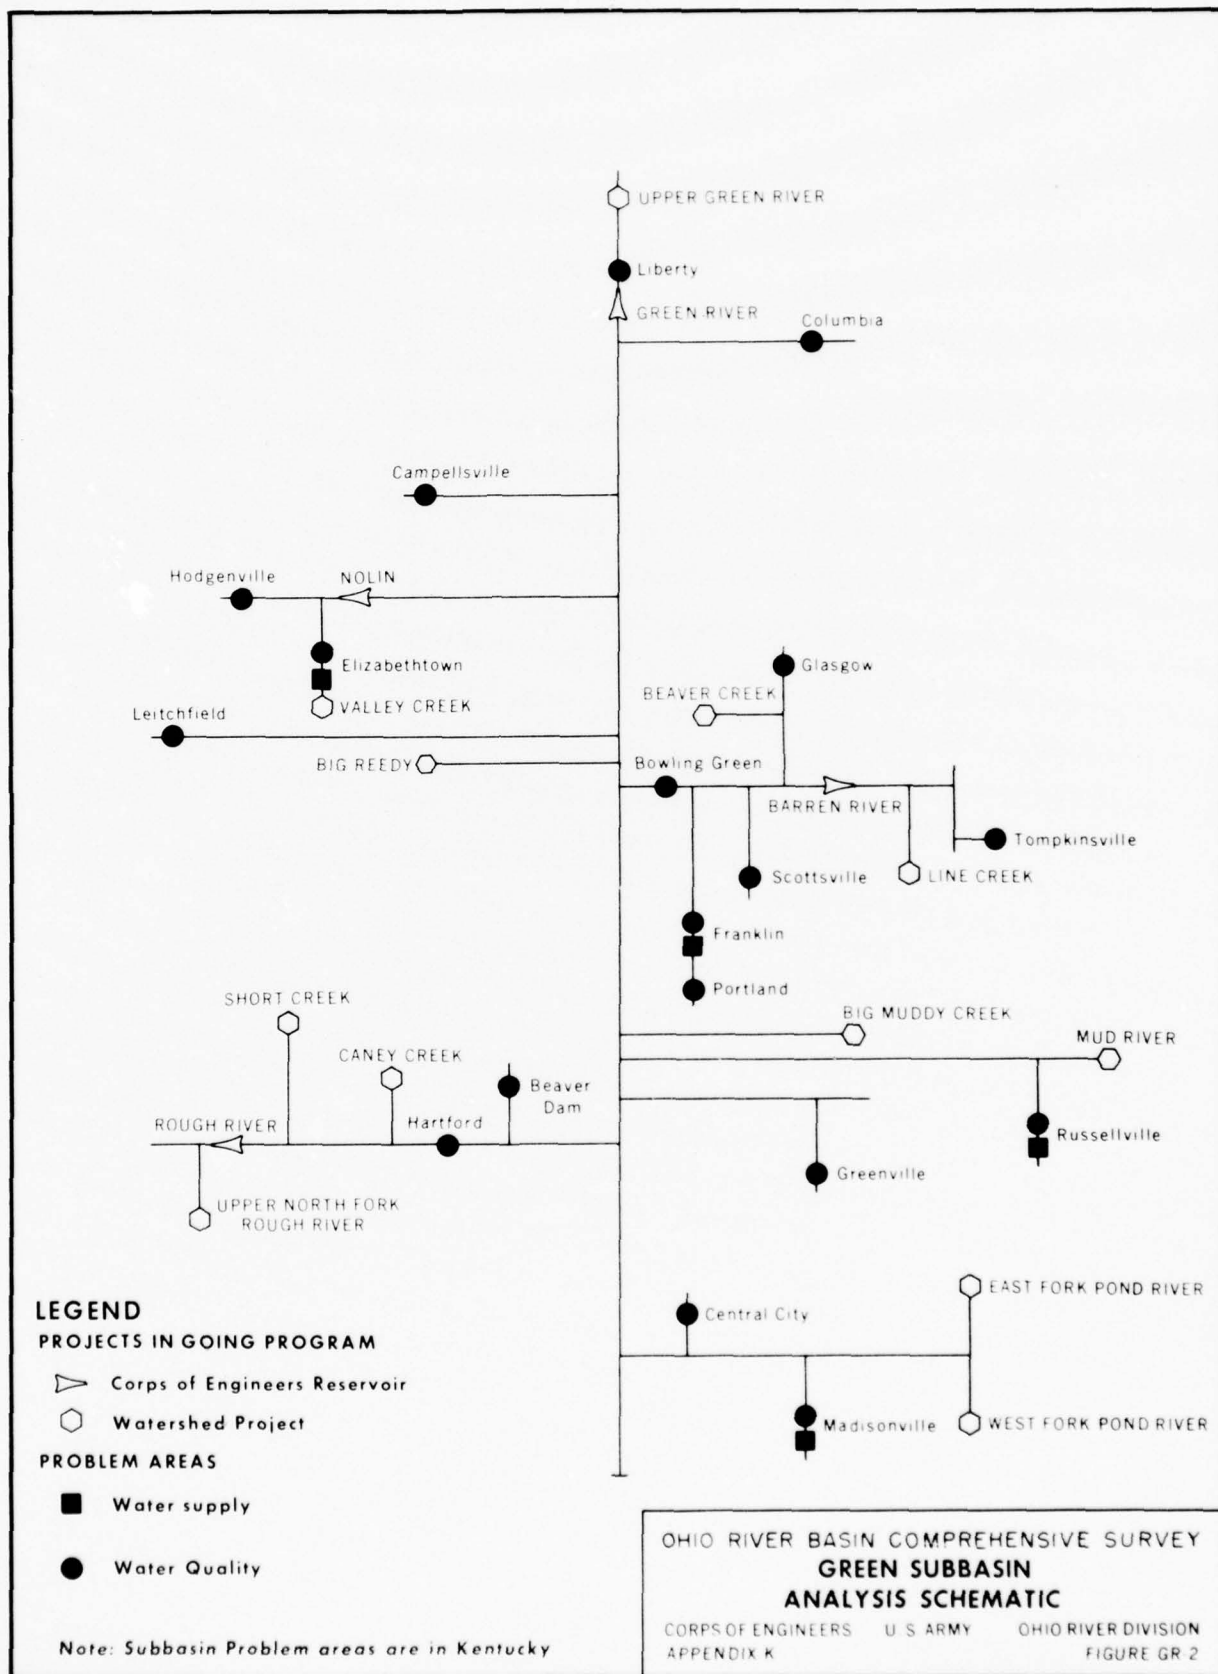 UPPER GREEN RIVER
Liberty
GREEN RIVER
Columbia
Campellsville
Hodgenville
NOLIN
Elizabethtown
VALLEY CREEK
Glasgow
BEAVER CREEK
Leitchfield
BIG REEDY
Bowling Green
BARREN RIVER
Tompkinsville
Scottsville
LINE CREEK
Franklin
Portland
SHORT CREEK
BIG MUDDY CREEK
MUD RIVER
CANEY CREEK
Beaver
Dam
ROUGH RIVER
Hartford
Russellville
Greenville
UPPER NORTH FORK
ROUGH RIVER
EAST FORK POND RIVER
Central City
Madisonville
WEST FORK POND RIVER
LEGEND
PROJECTS IN GOING PROGRAM
Corps of Engineers Reservoir
Watershed Project
PROBLEM AREAS
Water supply
Water Quality
Note: Subbasin Problem areas are in Kentucky
OHIO RIVER BASIN COMPREHENSIVE SURVEY
GREEN SUBBASIN
ANALYSIS SCHEMATIC
CORPS OF ENGINEERS U S ARMY OHIO RIVER DIVISION
APPENDIX K FIGURE GR 2